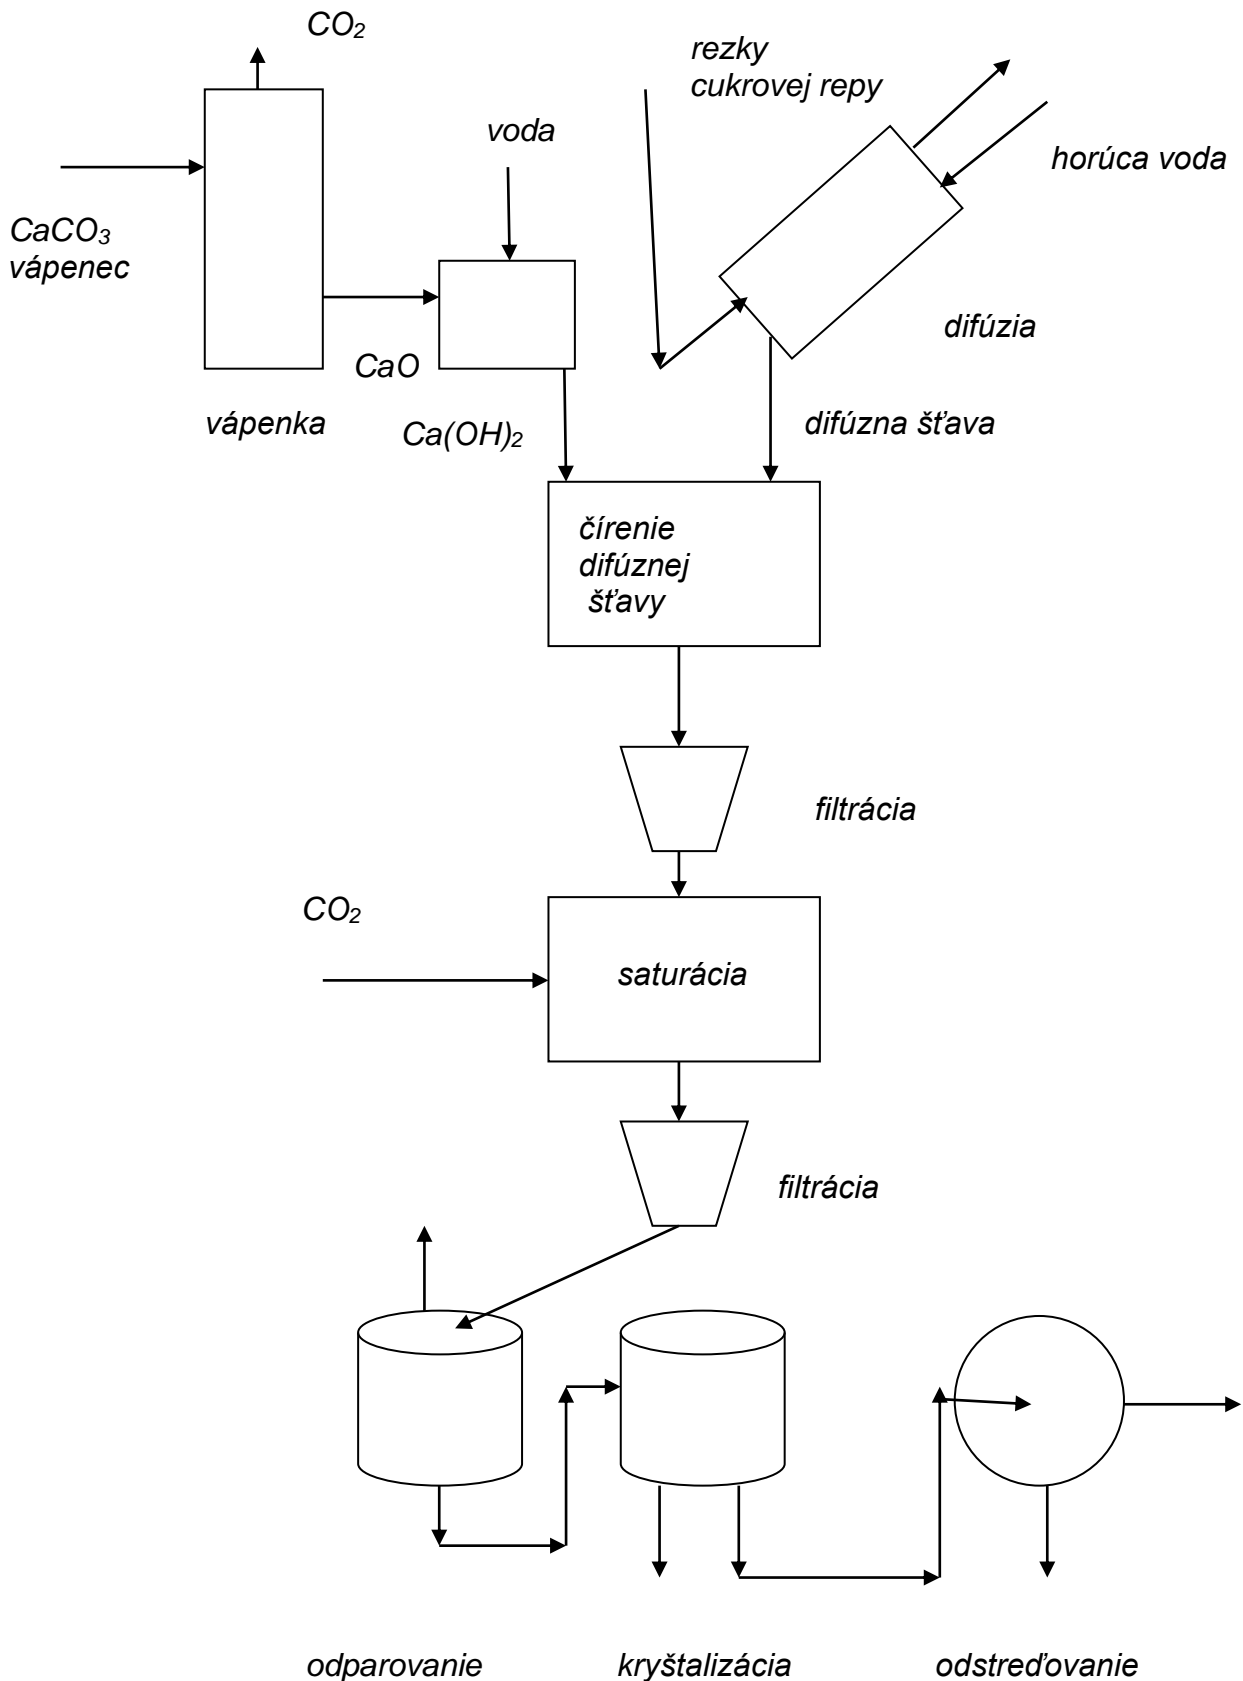 CO₂
rezky
cukrovej repy
voda
horúca voda
CaCO₃
vápenec
difúzia
CaO
vápenka
Ca(OH)₂
difúzna šťava
čírenie
difúznej
šťavy
filtrácia
CO₂
saturácia
filtrácia
odparovanie
kryštalizácia
odstreďovanie